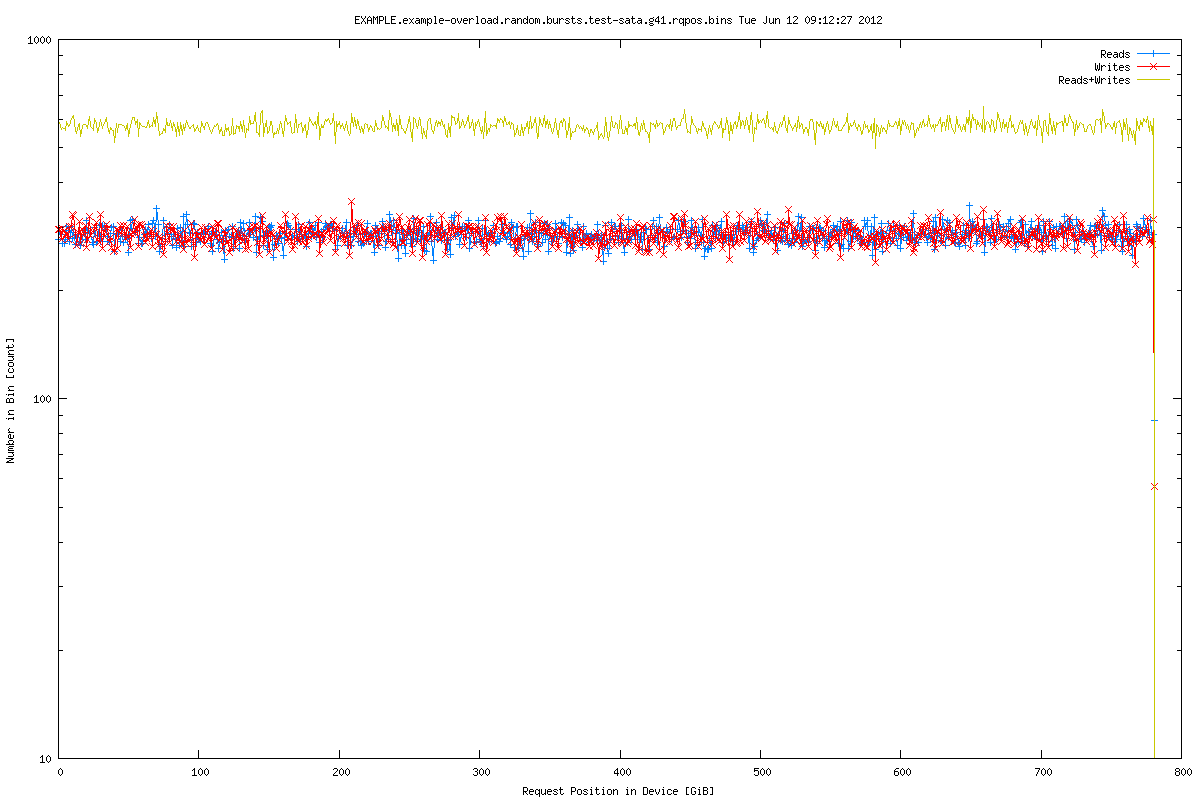 EXAMPLE.example-overload.random.bursts.test-sata.g41.rqpos.bins Tue Jun 12 09:12:27 2012
1000
Reads
Writes
Reads+Writes
100
Number in Bin [count]
10
0 100 200 300 400 500 600 700 800
Request Position in Device [GiB]